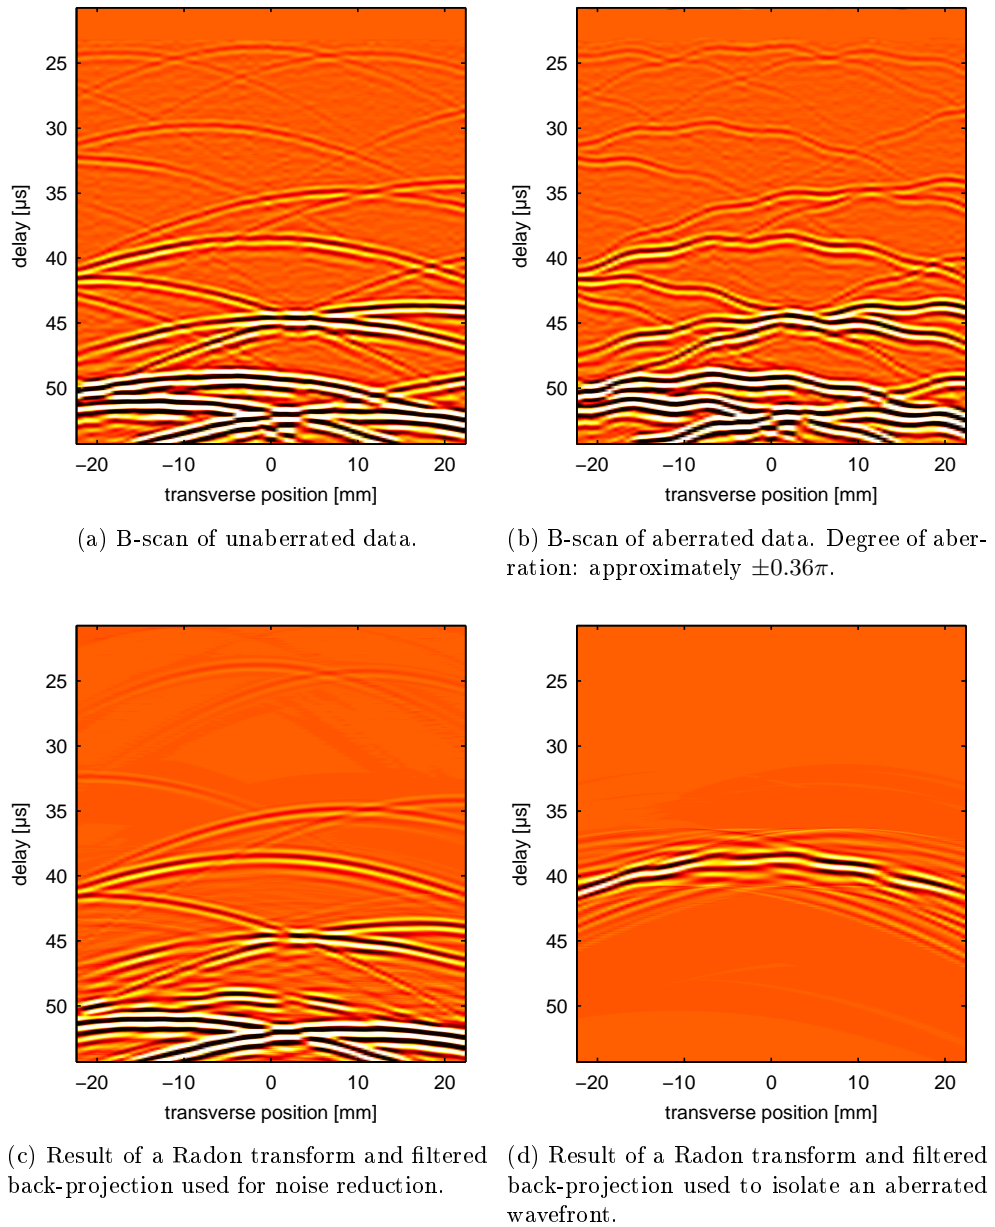 25
30
35
40
45
50
delay [µs]
−20
−10
0
10
20
transverse position [mm]
(a) B-scan of unaberrated data.
25
30
35
40
45
50
delay [µs]
−20
−10
0
10
20
transverse position [mm]
(b) B-scan of aberrated data. Degree of aber-
ration: approximately ±0.36π.
25
30
35
40
45
50
delay [µs]
−20
−10
0
10
20
transverse position [mm]
(c) Result of a Radon transform and filtered
back-projection used for noise reduction.
25
30
35
40
45
50
delay [µs]
−20
−10
0
10
20
transverse position [mm]
(d) Result of a Radon transform and filtered
back-projection used to isolate an aberrated
wavefront.